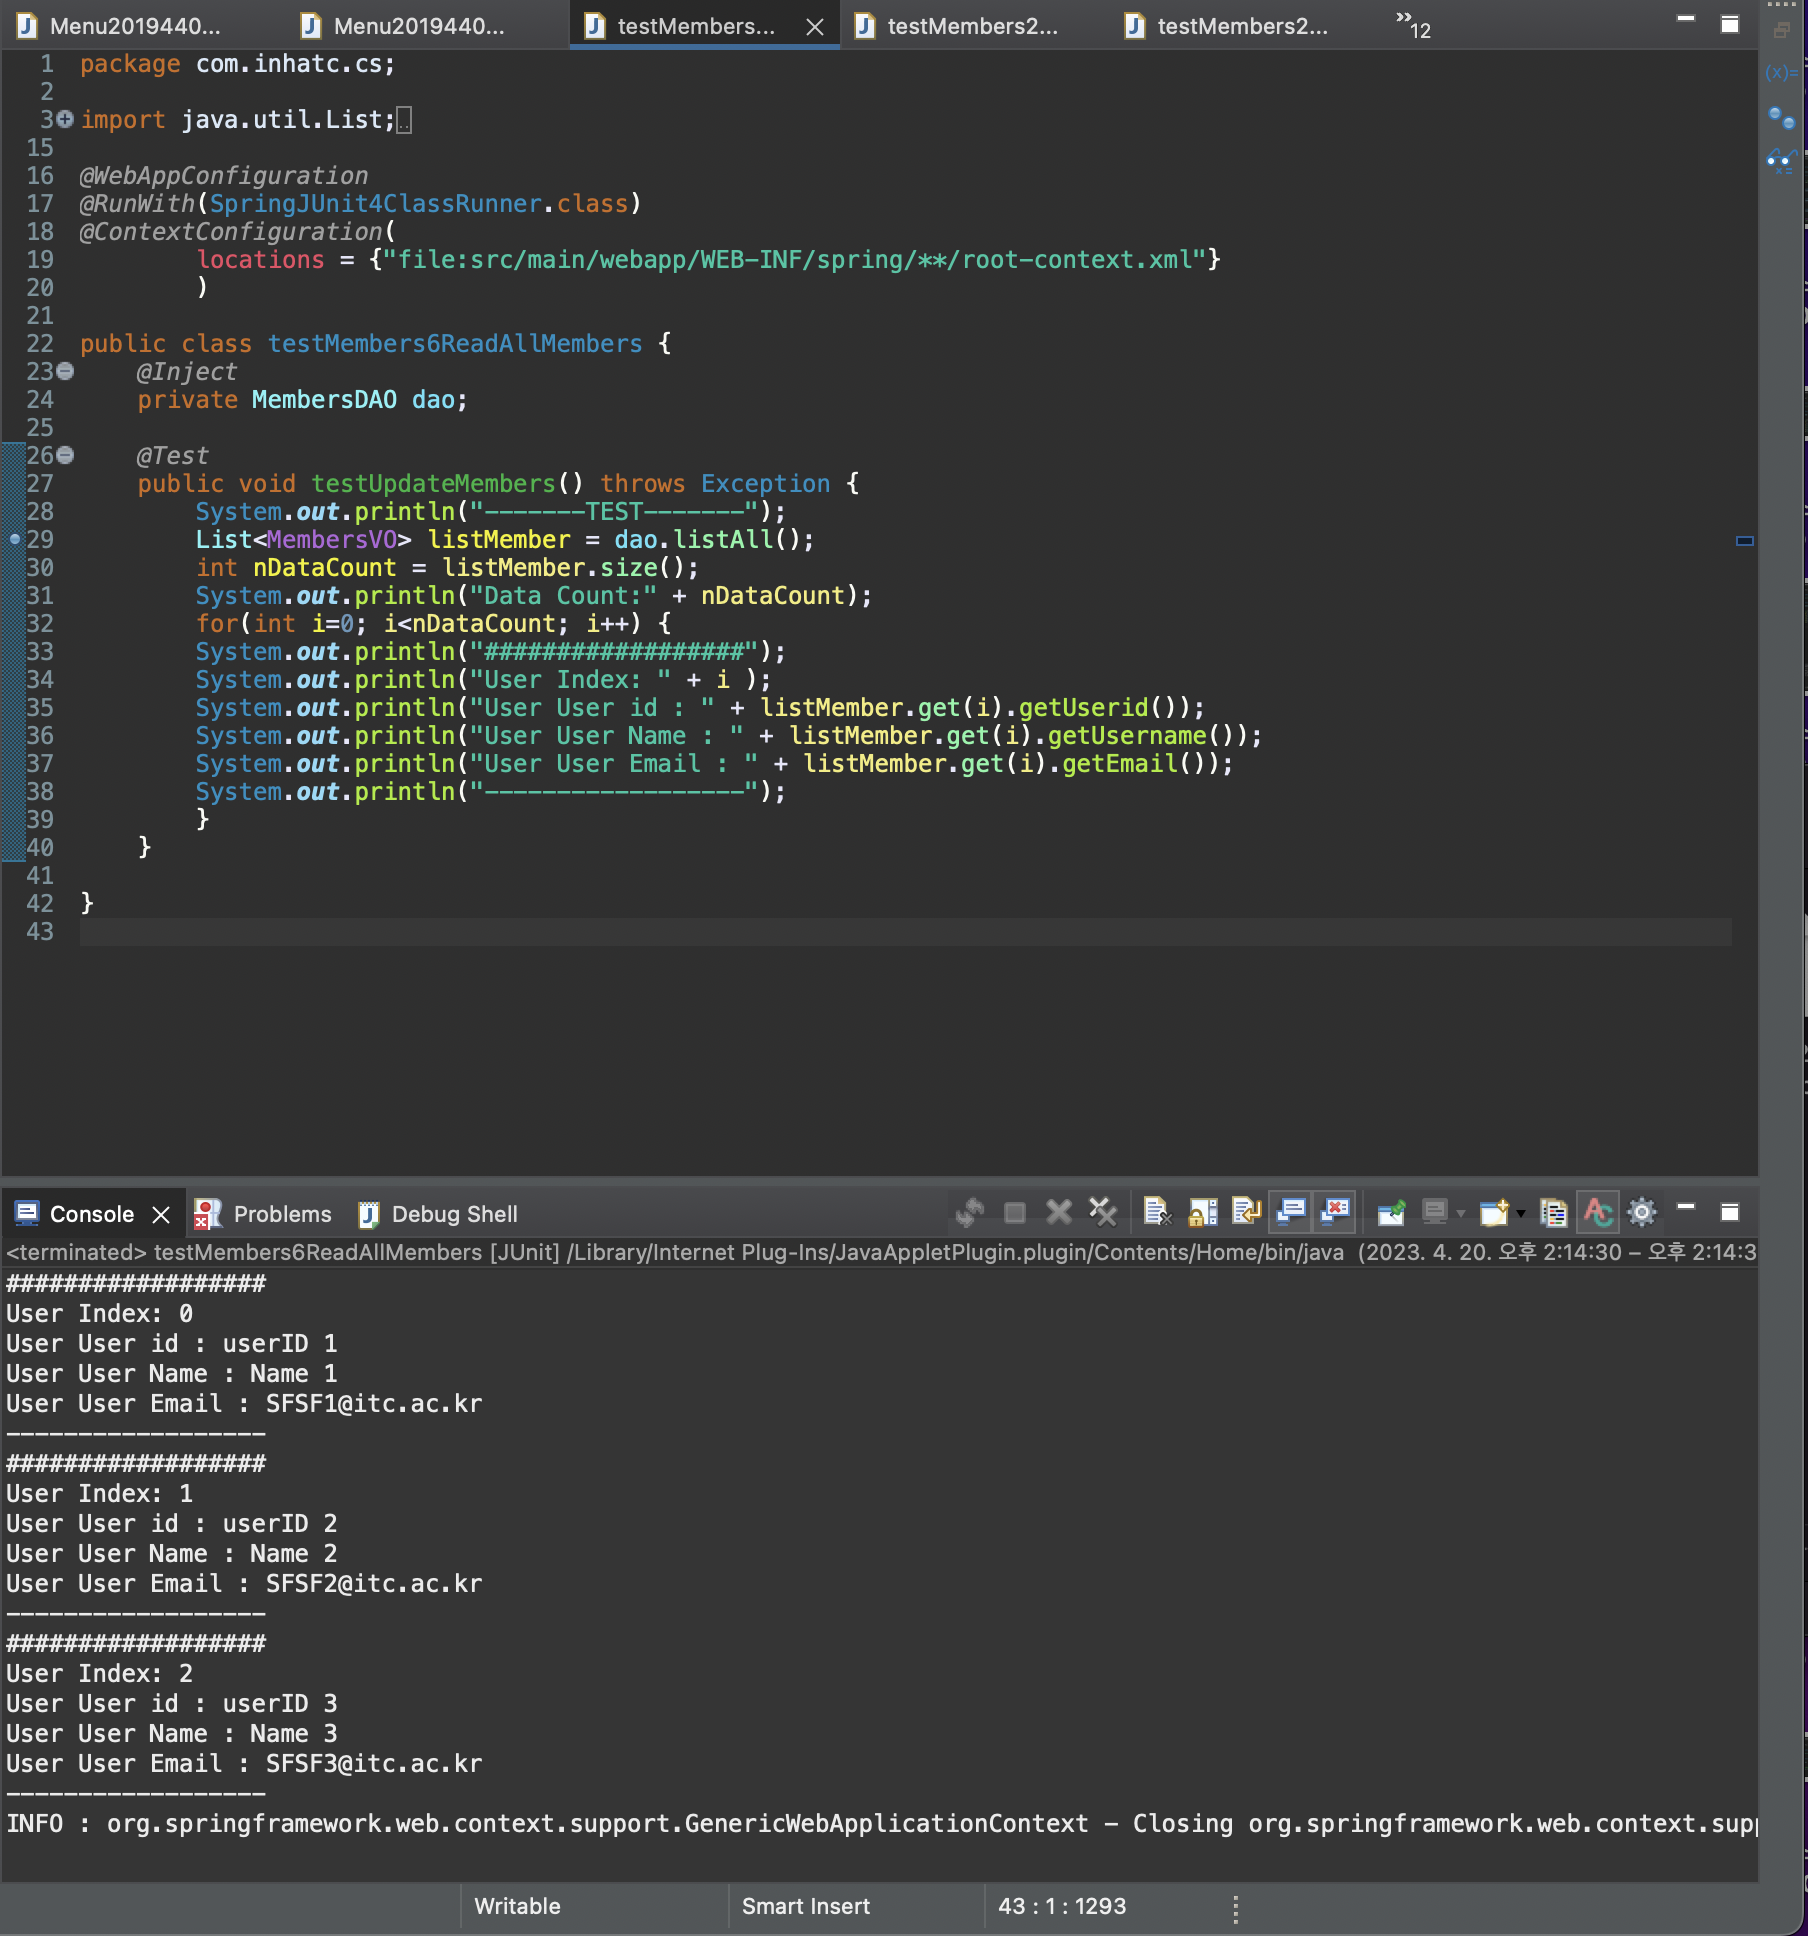 Menu2019440...
Menu2019440...
testMembers...
testMembers2...
testMembers2...
»12
1 package com.inhatc.cs;
2
3 import java.util.List;
15
16 @WebAppConfiguration
17 @RunWith(SpringJUnit4ClassRunner.class)
18 @ContextConfiguration(
19 locations = {"file:src/main/webapp/WEB-INF/spring/**/root-context.xml"}
20 )
21
22 public class testMembers6ReadAllMembers {
23 @Inject
24 private MembersDAO dao;
25
26 @Test
27 public void testUpdateMembers() throws Exception {
28 System.out.println("-------TEST-------");
29 List<MembersVO> listMember = dao.listAll();
30 int nDataCount = listMember.size();
31 System.out.println("Data Count:" + nDataCount);
32 for(int i=0; i<nDataCount; i++) {
33 System.out.println("##################");
34 System.out.println("User Index: " + i );
35 System.out.println("User User id : " + listMember.get(i).getUserid());
36 System.out.println("User User Name : " + listMember.get(i).getUsername());
37 System.out.println("User User Email : " + listMember.get(i).getEmail());
38 System.out.println("------------------");
39 }
40 }
41
42 }
43
Console
Problems
Debug Shell
<terminated> testMembers6ReadAllMembers [JUnit] /Library/Internet Plug-Ins/JavaAppletPlugin.plugin/Contents/Home/bin/java (2023. 4. 20. 오후 2:14:30 – 오후 2:14:3
##################
User Index: 0
User User id : userID 1
User User Name : Name 1
User User Email : SFSF1@itc.ac.kr
------------------
##################
User Index: 1
User User id : userID 2
User User Name : Name 2
User User Email : SFSF2@itc.ac.kr
------------------
##################
User Index: 2
User User id : userID 3
User User Name : Name 3
User User Email : SFSF3@itc.ac.kr
------------------
INFO : org.springframework.web.context.support.GenericWebApplicationContext - Closing org.springframework.web.context.supp
Writable
Smart Insert
43 : 1 : 1293